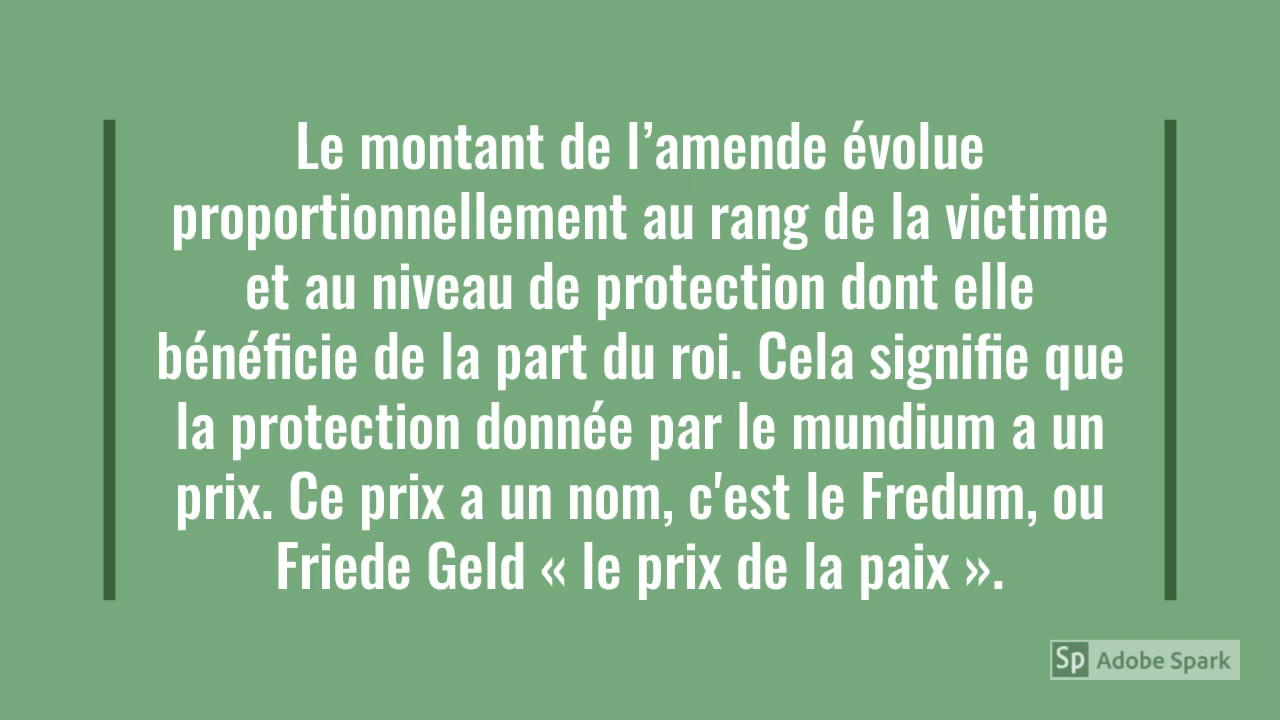 Le montant de l’amende évolue
proportionnellement au rang de la victime
et au niveau de protection dont elle
bénéficie de la part du roi. Cela signifie que
la protection donnée par le mundium a un
prix. Ce prix a un nom, c'est le Fredum, ou
Friede Geld « le prix de la paix ».
Sp Adobe Spark